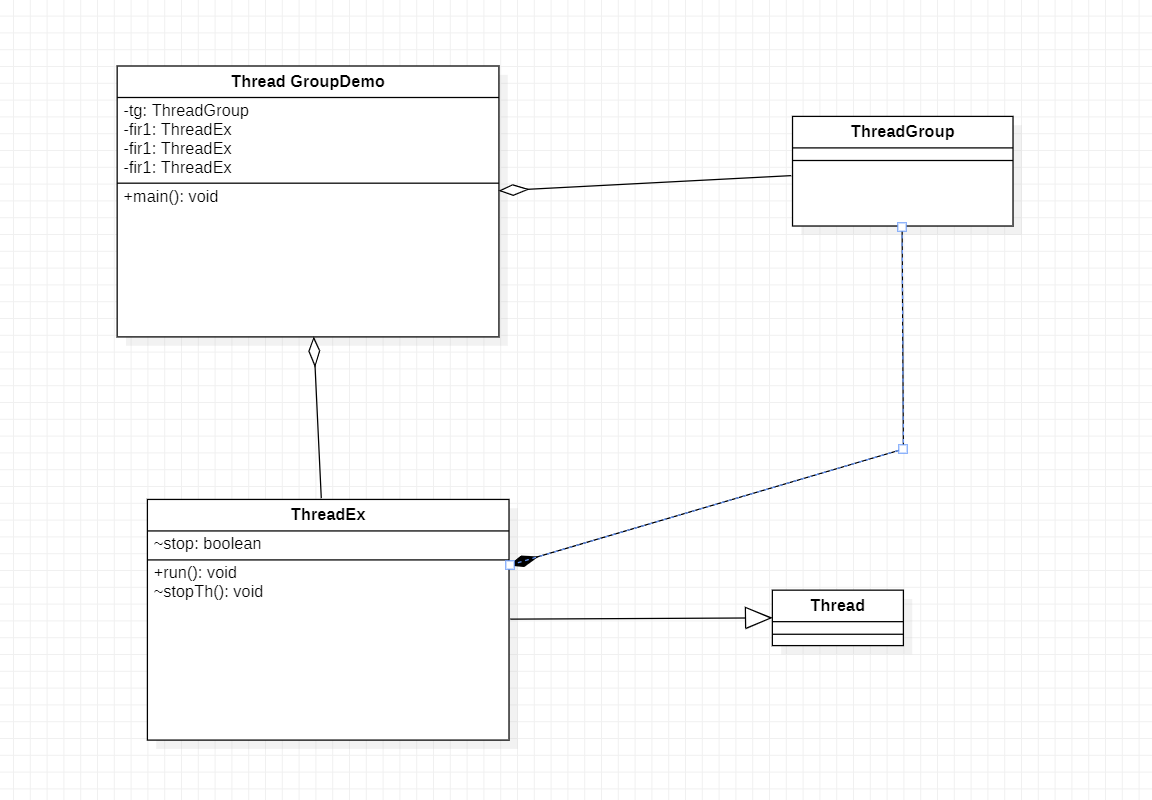 Thread GroupDemo
-tg: ThreadGroup
-fir1: ThreadEx
-fir1: ThreadEx
-fir1: ThreadEx
+main(): void
ThreadGroup
ThreadEx
~stop: boolean
+run(): void
~stopTh(): void
Thread